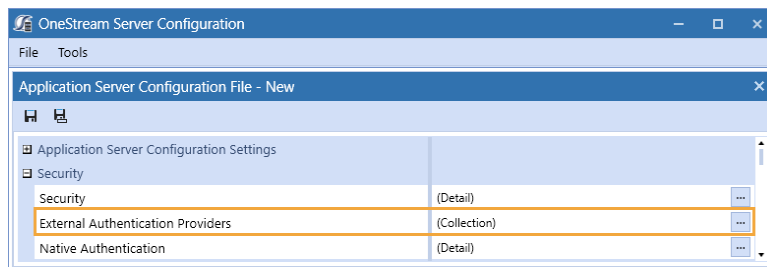 OneStream Server Configuration
File Tools
Application Server Configuration File - New
Application Server Configuration Settings
Security
Security (Detail) ...
External Authentication Providers (Collection) ...
Native Authentication (Detail) ...